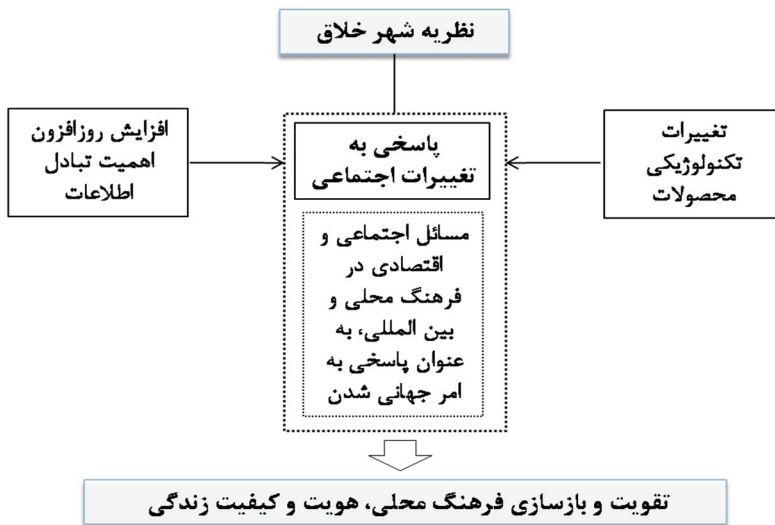 نظریه شهر خلاق
تغییرات
تکنولوژیکی
محصولات
پاسخی به
تغییرات اجتماعی
افزایش روزافزون
اهمیت تبادل
اطلاعات
مسائل اجتماعی و
اقتصادی در
فرهنگ محلی و
بین المللی، به
عنوان پاسخی به
امر جهانی شدن
تقویت و بازسازی فرهنگ محلی، هویت و کیفیت زندگی